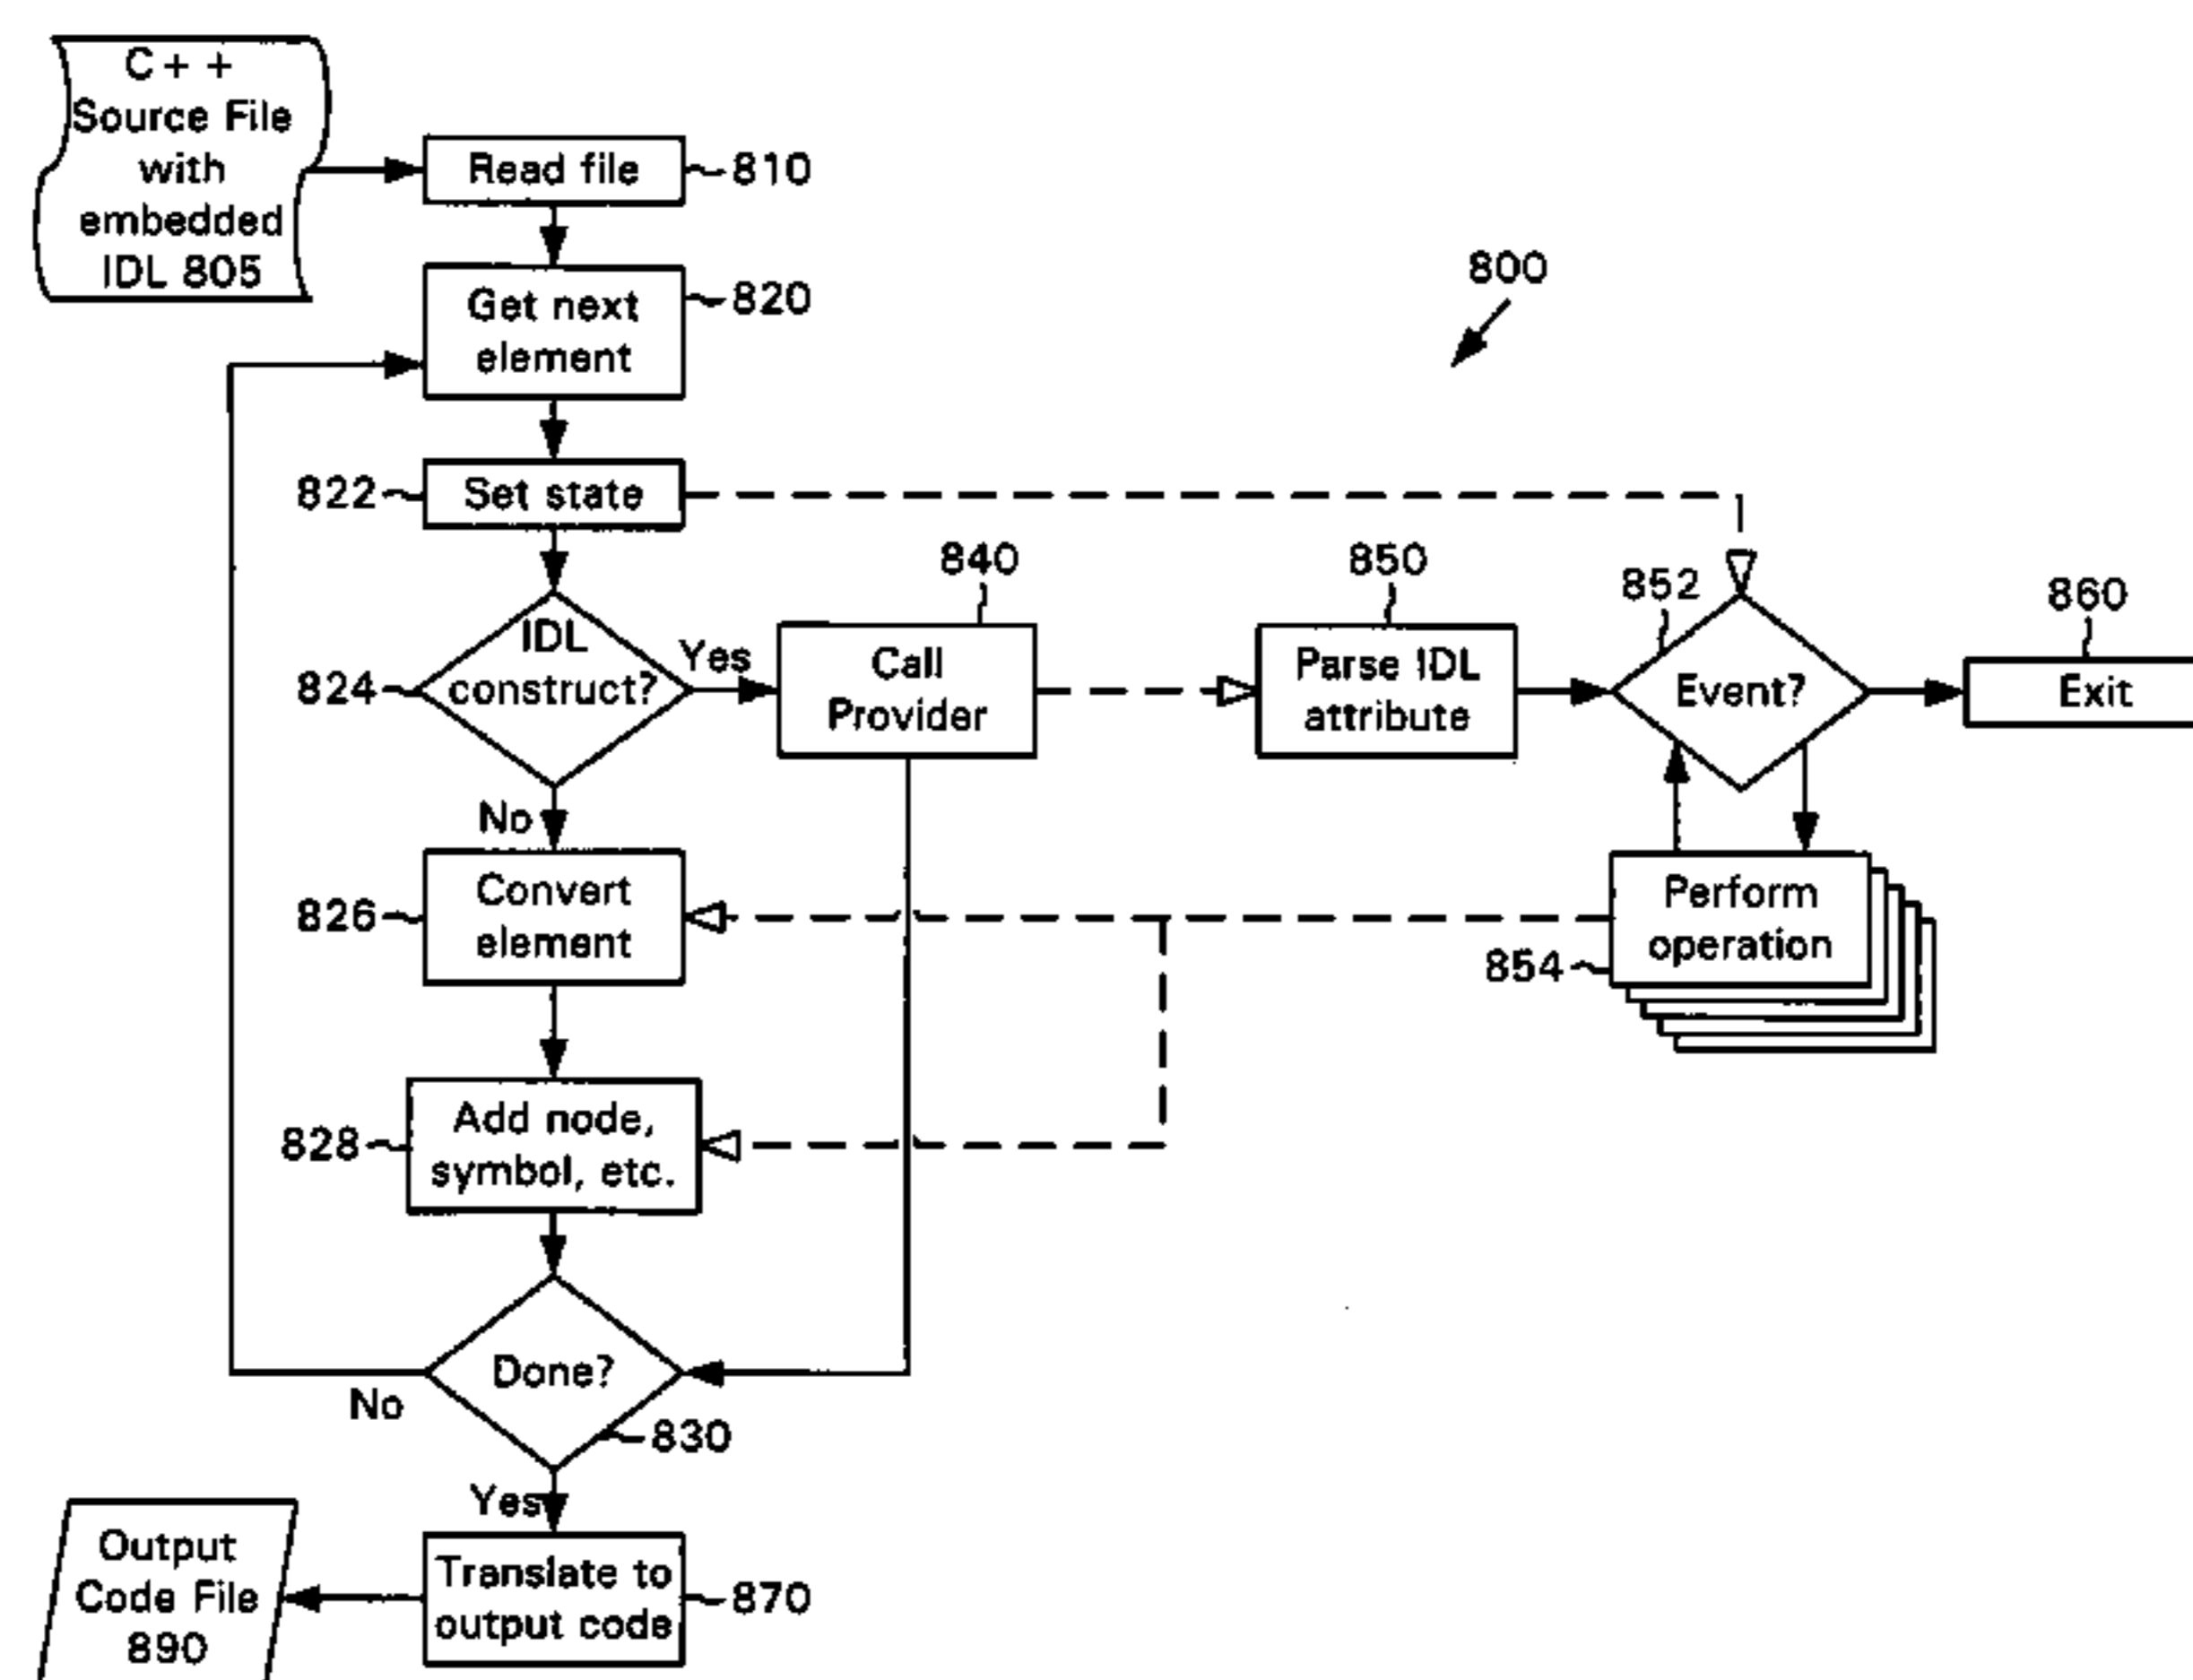 C++
Source File
with
embedded
IDL 805
Read file
810
Get next
element
820
800
822
Set state
840
850
852
860
IDL
construct?
824
Yes
Call
Provider
Parse IDL
attribute
Event?
Exit
No
826
Convert
element
Perform
operation
854
828
Add node,
symbol, etc.
Done?
No
830
Yes
Output
Code File
890
Translate to
output code
870